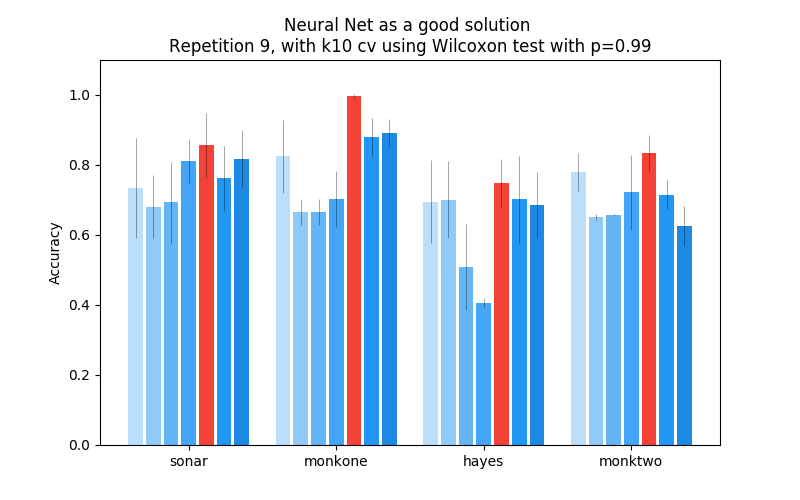 Neural Net as a good solution
Repetition 9, with k10 cv using Wilcoxon test with p=0.99
1.0
0.8
0.6
0.4
0.2
0.0
Accuracy
sonar
monkone
hayes
monktwo